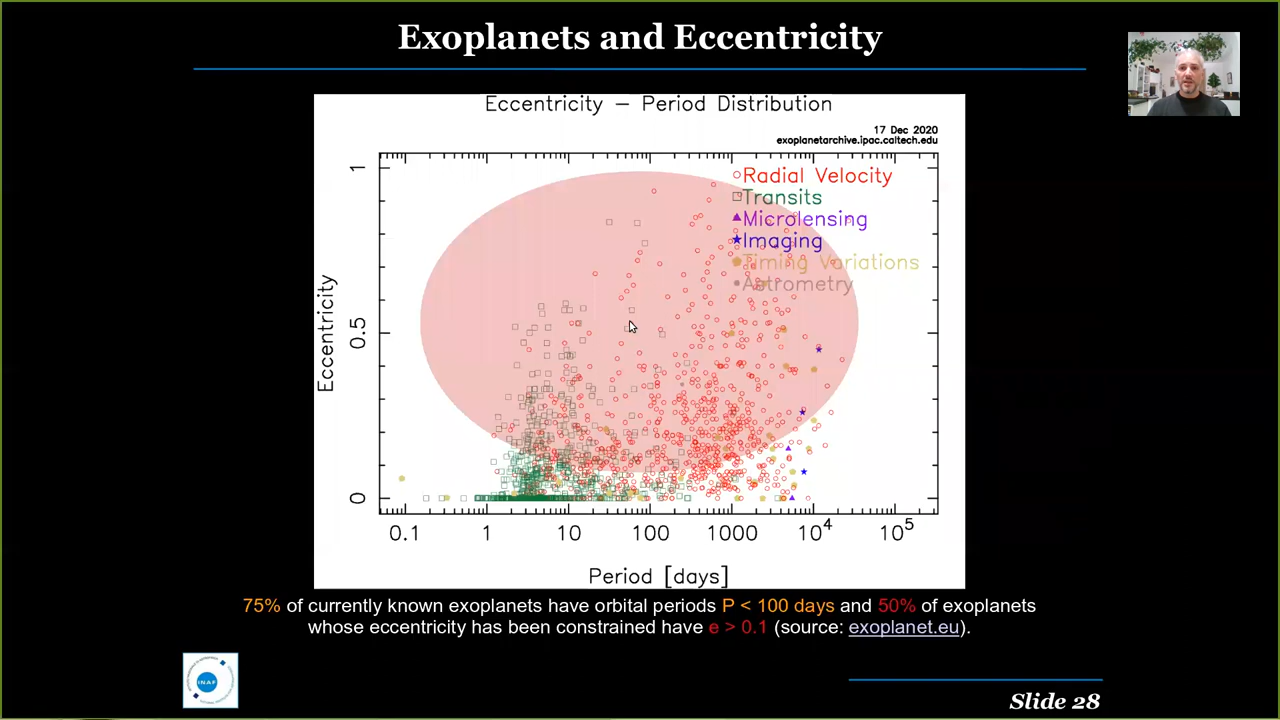 Exoplanets and Eccentricity
Eccentricity – Period Distribution
17 Dec 2020
exoplanetarchive.ipac.caltech.edu
Radial Velocity
Transits
Microlensing
Imaging
Timing Variations
Astrometry
Eccentricity
1
0.5
0
0.1
1
10
100
1000
10⁴
10⁵
Period [days]
75% of currently known exoplanets have orbital periods P < 100 days and 50% of exoplanets
whose eccentricity has been constrained have e > 0.1 (source: exoplanet.eu).
INAF
Slide 28